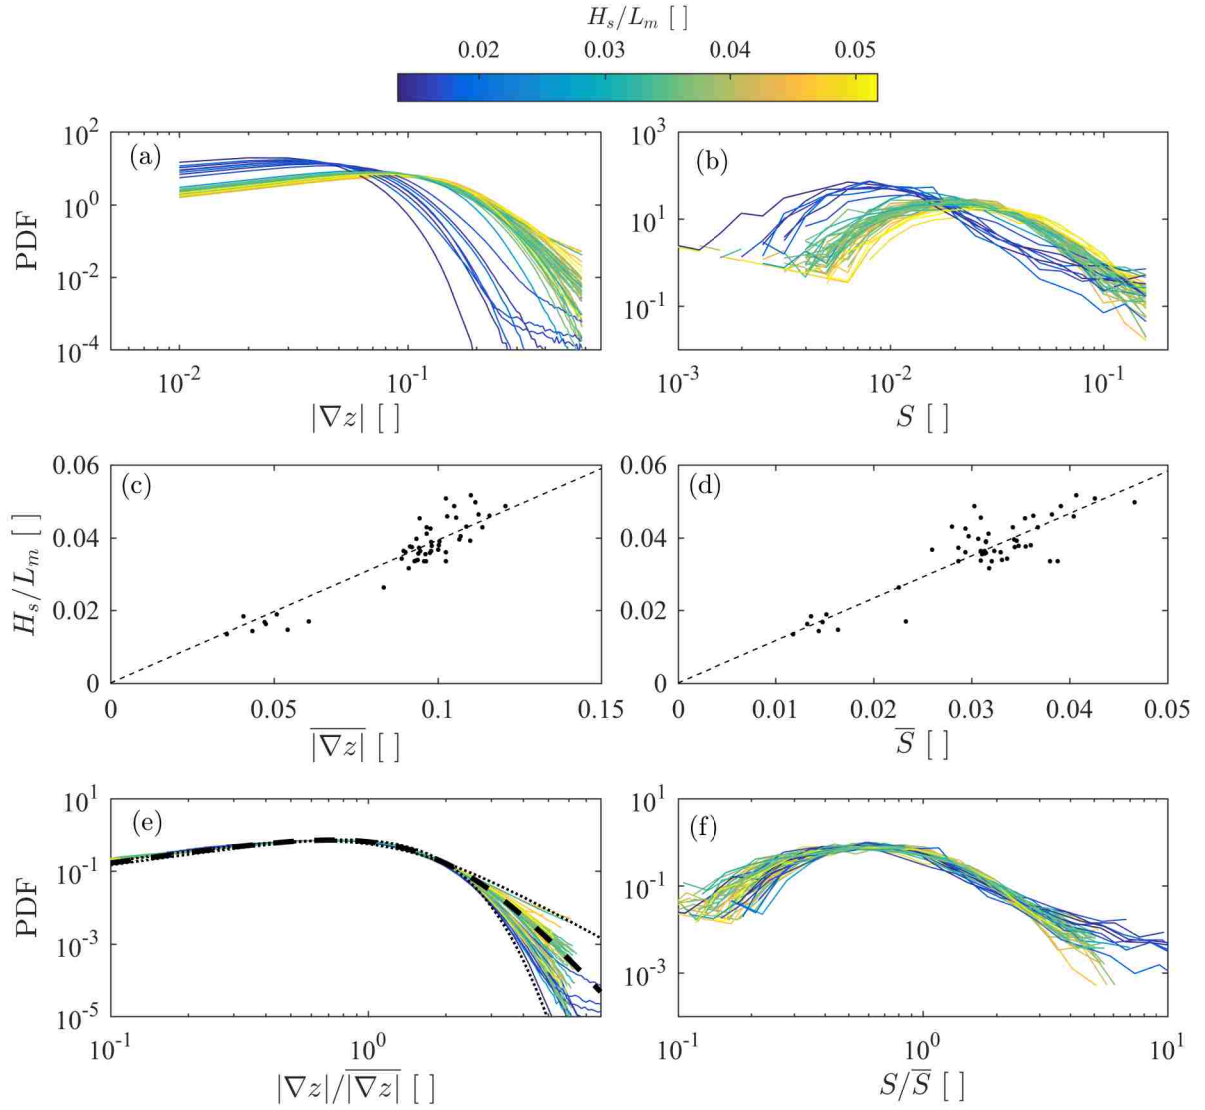 H_s/L_m [ ]
0.02 0.03 0.04 0.05
(a)
10^2
10^0
10^-2
10^-4
PDF
10^-2 10^-1
|∇z| [ ]
(b)
10^3
10^1
10^-1
10^-3 10^-2 10^-1
S [ ]
(c)
0.06
0.04
0.02
0
H_s/L_m [ ]
0 0.05 0.1 0.15
|∇z|̅ [ ]
(d)
0.06
0.04
0.02
0
0 0.01 0.02 0.03 0.04 0.05
S̅ [ ]
(e)
10^1
10^-1
10^-3
10^-5
PDF
10^-1 10^0
|∇z|/|∇z|̅ [ ]
(f)
10^1
10^-1
10^-3
10^-1 10^0 10^1
S/S̅ [ ]